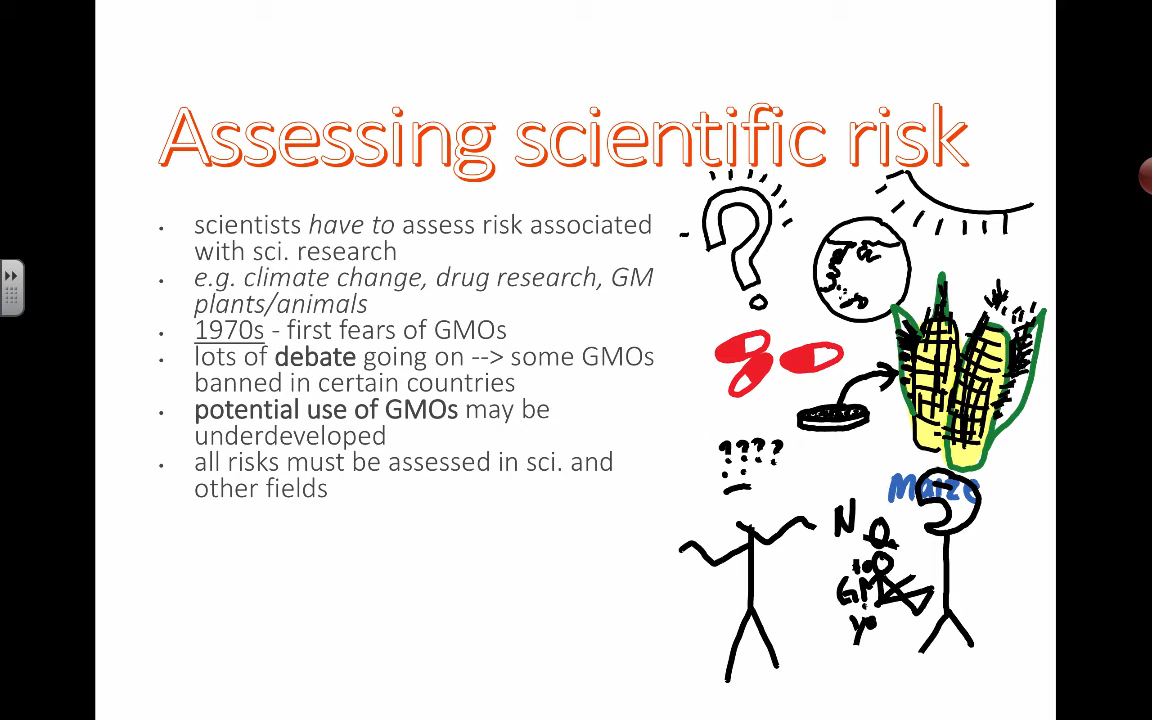 Assessing scientific risk
• scientists have to assess risk associated
with sci. research
• e.g. climate change, drug research, GM
plants/animals
• 1970s - first fears of GMOs
• lots of debate going on --> some GMOs
banned in certain countries
• potential use of GMOs may be
underdeveloped
• all risks must be assessed in sci. and
other fields
?
????
??
Maize
NO
to
GM
yo